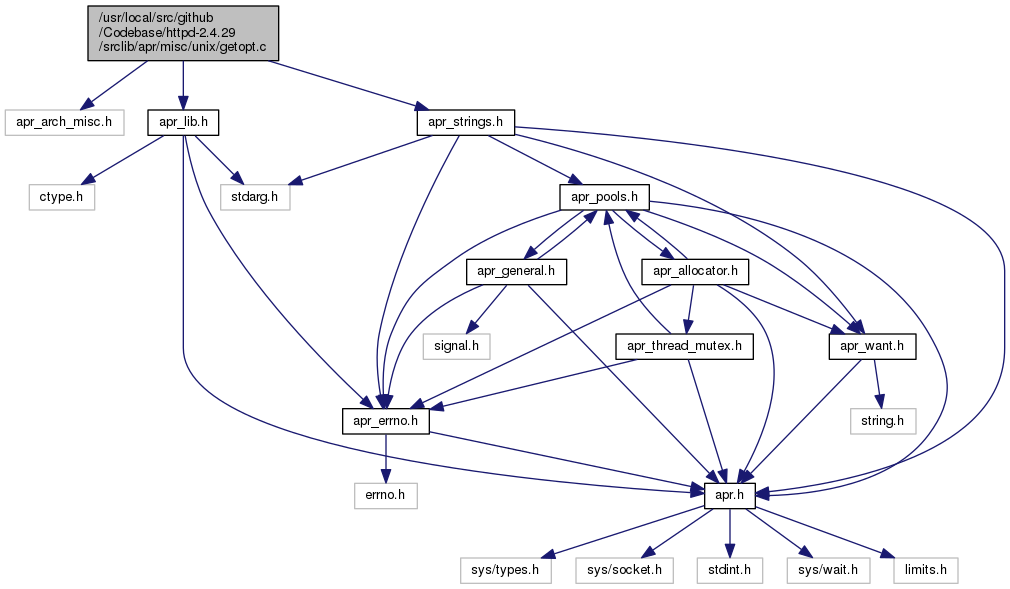 /usr/local/src/github
/Codebase/httpd-2.4.29
/srclib/apr/misc/unix/getopt.c
apr_arch_misc.h
apr_lib.h
apr_strings.h
ctype.h
stdarg.h
apr_pools.h
apr_general.h
apr_allocator.h
signal.h
apr_thread_mutex.h
apr_want.h
apr_errno.h
string.h
errno.h
apr.h
sys/types.h
sys/socket.h
stdint.h
sys/wait.h
limits.h